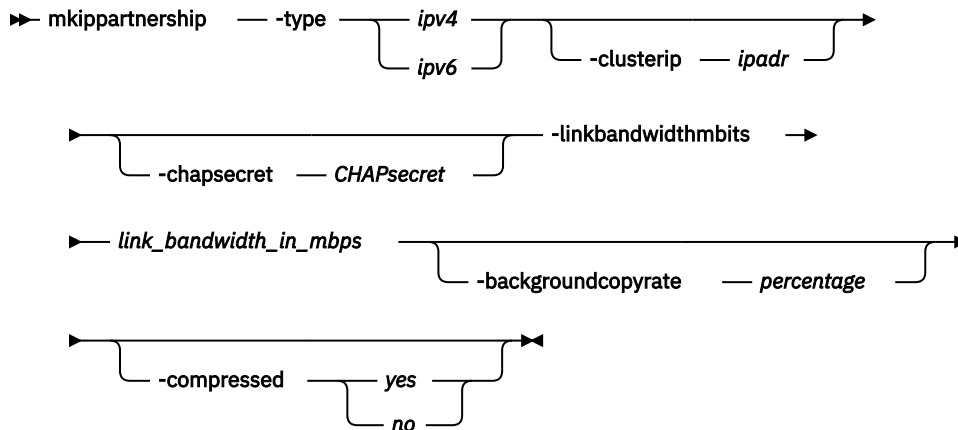 mkippartnership -type ipv4
ipv6
-clusterip ipadr
-linkbandwidthmbits
-chapsecret CHAPsecret
link_bandwidth_in_mbps
-backgroundcopyrate percentage
-compressed yes
no